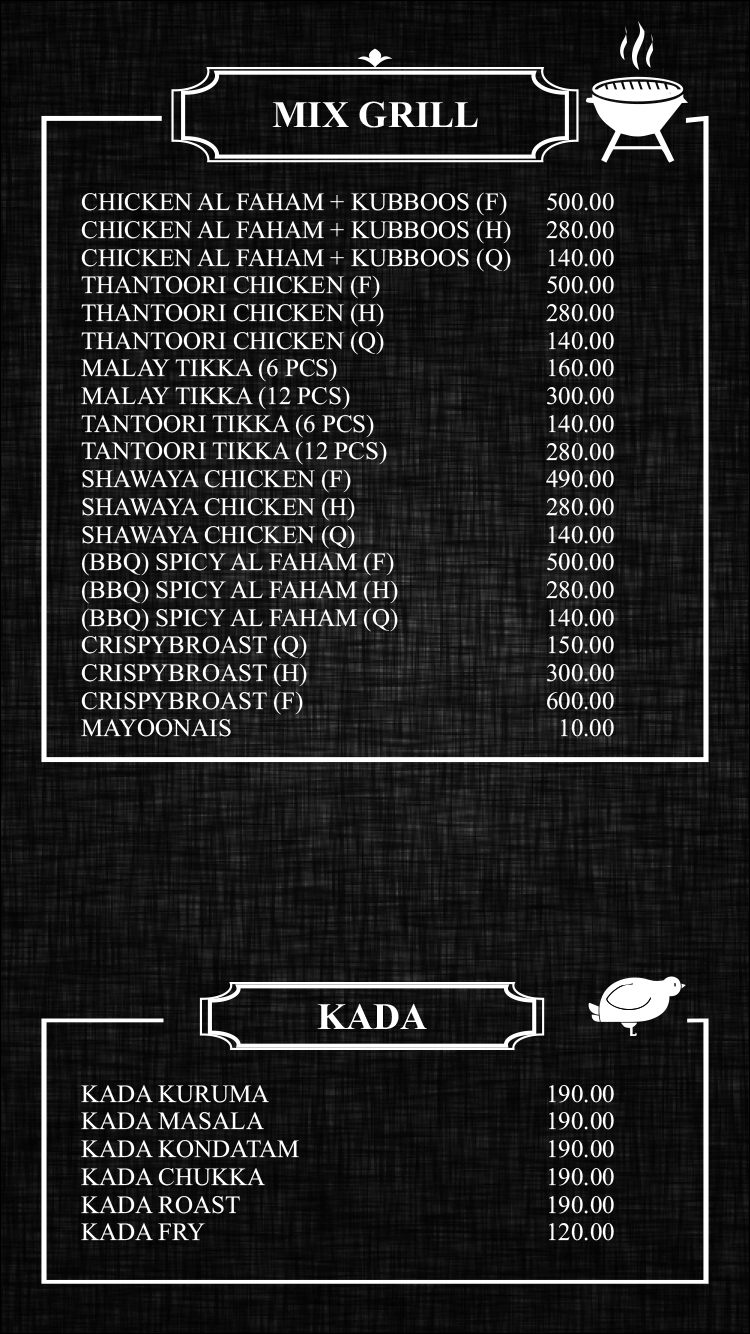 MIX GRILL
CHICKEN AL FAHAM + KUBBOOS (F) 500.00
CHICKEN AL FAHAM + KUBBOOS (H) 280.00
CHICKEN AL FAHAM + KUBBOOS (Q) 140.00
THANTOORI CHICKEN (F) 500.00
THANTOORI CHICKEN (H) 280.00
THANTOORI CHICKEN (Q) 140.00
MALAY TIKKA (6 PCS) 160.00
MALAY TIKKA (12 PCS) 300.00
TANTOORI TIKKA (6 PCS) 140.00
TANTOORI TIKKA (12 PCS) 280.00
SHAWAYA CHICKEN (F) 490.00
SHAWAYA CHICKEN (H) 280.00
SHAWAYA CHICKEN (Q) 140.00
(BBQ) SPICY AL FAHAM (F) 500.00
(BBQ) SPICY AL FAHAM (H) 280.00
(BBQ) SPICY AL FAHAM (Q) 140.00
CRISPYBROAST (Q) 150.00
CRISPYBROAST (H) 300.00
CRISPYBROAST (F) 600.00
MAYOONAIS 10.00
KADA
KADA KURUMA 190.00
KADA MASALA 190.00
KADA KONDATAM 190.00
KADA CHUKKA 190.00
KADA ROAST 190.00
KADA FRY 120.00